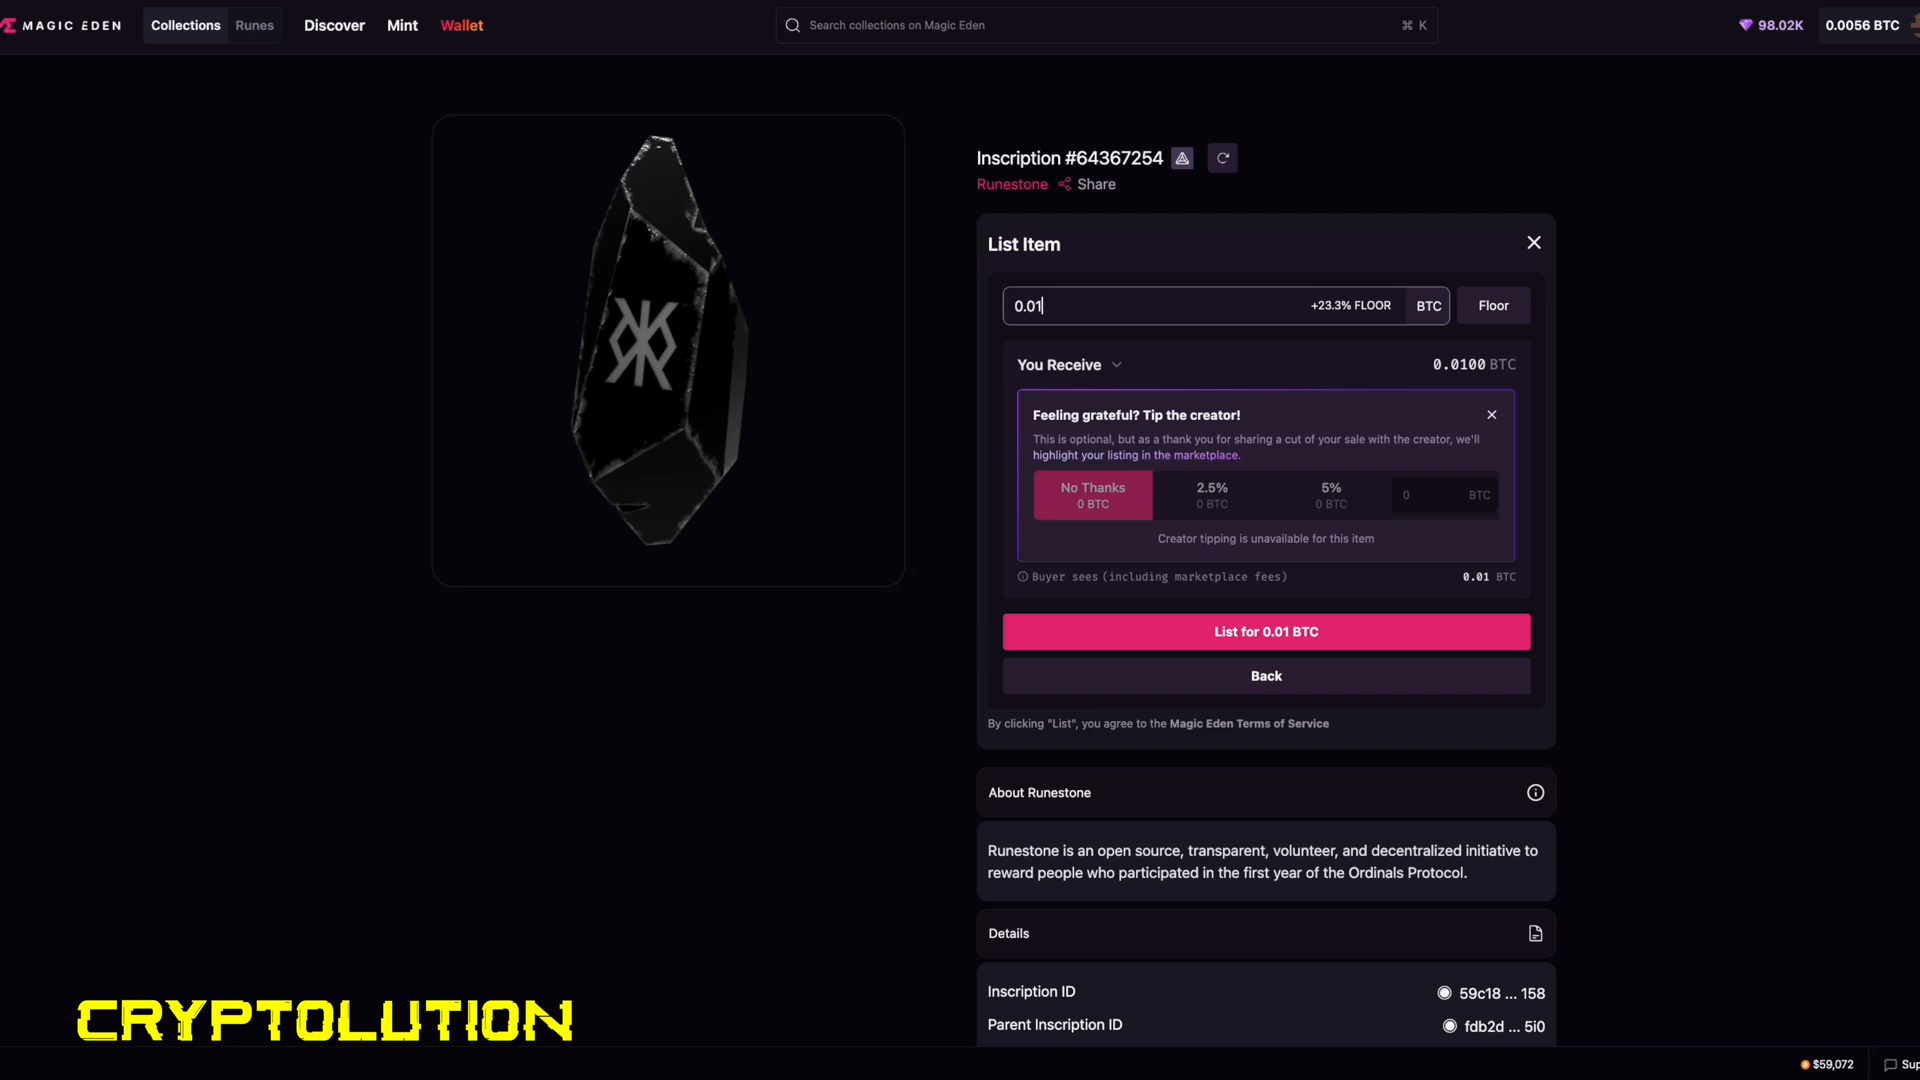 MAGIC EDEN Collections Runes Discover Mint Wallet Search collections on Magic Eden ⌘ K 98.02K 0.0056 BTC
Inscription #64367254
Runestone Share
List Item
0.01 +23.3% FLOOR BTC Floor
You Receive 0.0100 BTC
Feeling grateful? Tip the creator!
This is optional, but as a thank you for sharing a cut of your sale with the creator, we'll
highlight your listing in the marketplace.
No Thanks 2.5% 5% 0 BTC
0 BTC 0 BTC 0 BTC
Creator tipping is unavailable for this item
Buyer sees (including marketplace fees) 0.01 BTC
List for 0.01 BTC
Back
By clicking "List", you agree to the Magic Eden Terms of Service
About Runestone
Runestone is an open source, transparent, volunteer, and decentralized initiative to
reward people who participated in the first year of the Ordinals Protocol.
Details
Inscription ID 59c18 ... 158
Parent Inscription ID fdb2d ... 5i0
CRYPTOLUTION
$59,072 Sup